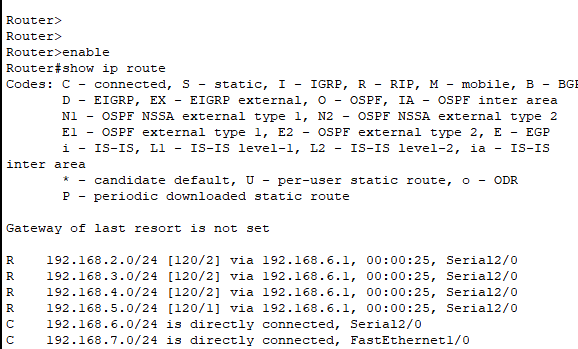 Router>
Router>
Router>enable
Router#show ip route
Codes: C - connected, S - static, I - IGRP, R - RIP, M - mobile, B - BGP
D - EIGRP, EX - EIGRP external, O - OSPF, IA - OSPF inter area
N1 - OSPF NSSA external type 1, N2 - OSPF NSSA external type 2
E1 - OSPF external type 1, E2 - OSPF external type 2, E - EGP
i - IS-IS, L1 - IS-IS level-1, L2 - IS-IS level-2, ia - IS-IS
inter area
* - candidate default, U - per-user static route, o - ODR
P - periodic downloaded static route
Gateway of last resort is not set
R 192.168.2.0/24 [120/2] via 192.168.6.1, 00:00:25, Serial2/0
R 192.168.3.0/24 [120/2] via 192.168.6.1, 00:00:25, Serial2/0
R 192.168.4.0/24 [120/2] via 192.168.6.1, 00:00:25, Serial2/0
R 192.168.5.0/24 [120/1] via 192.168.6.1, 00:00:25, Serial2/0
C 192.168.6.0/24 is directly connected, Serial2/0
C 192.168.7.0/24 is directly connected, FastEthernet1/0